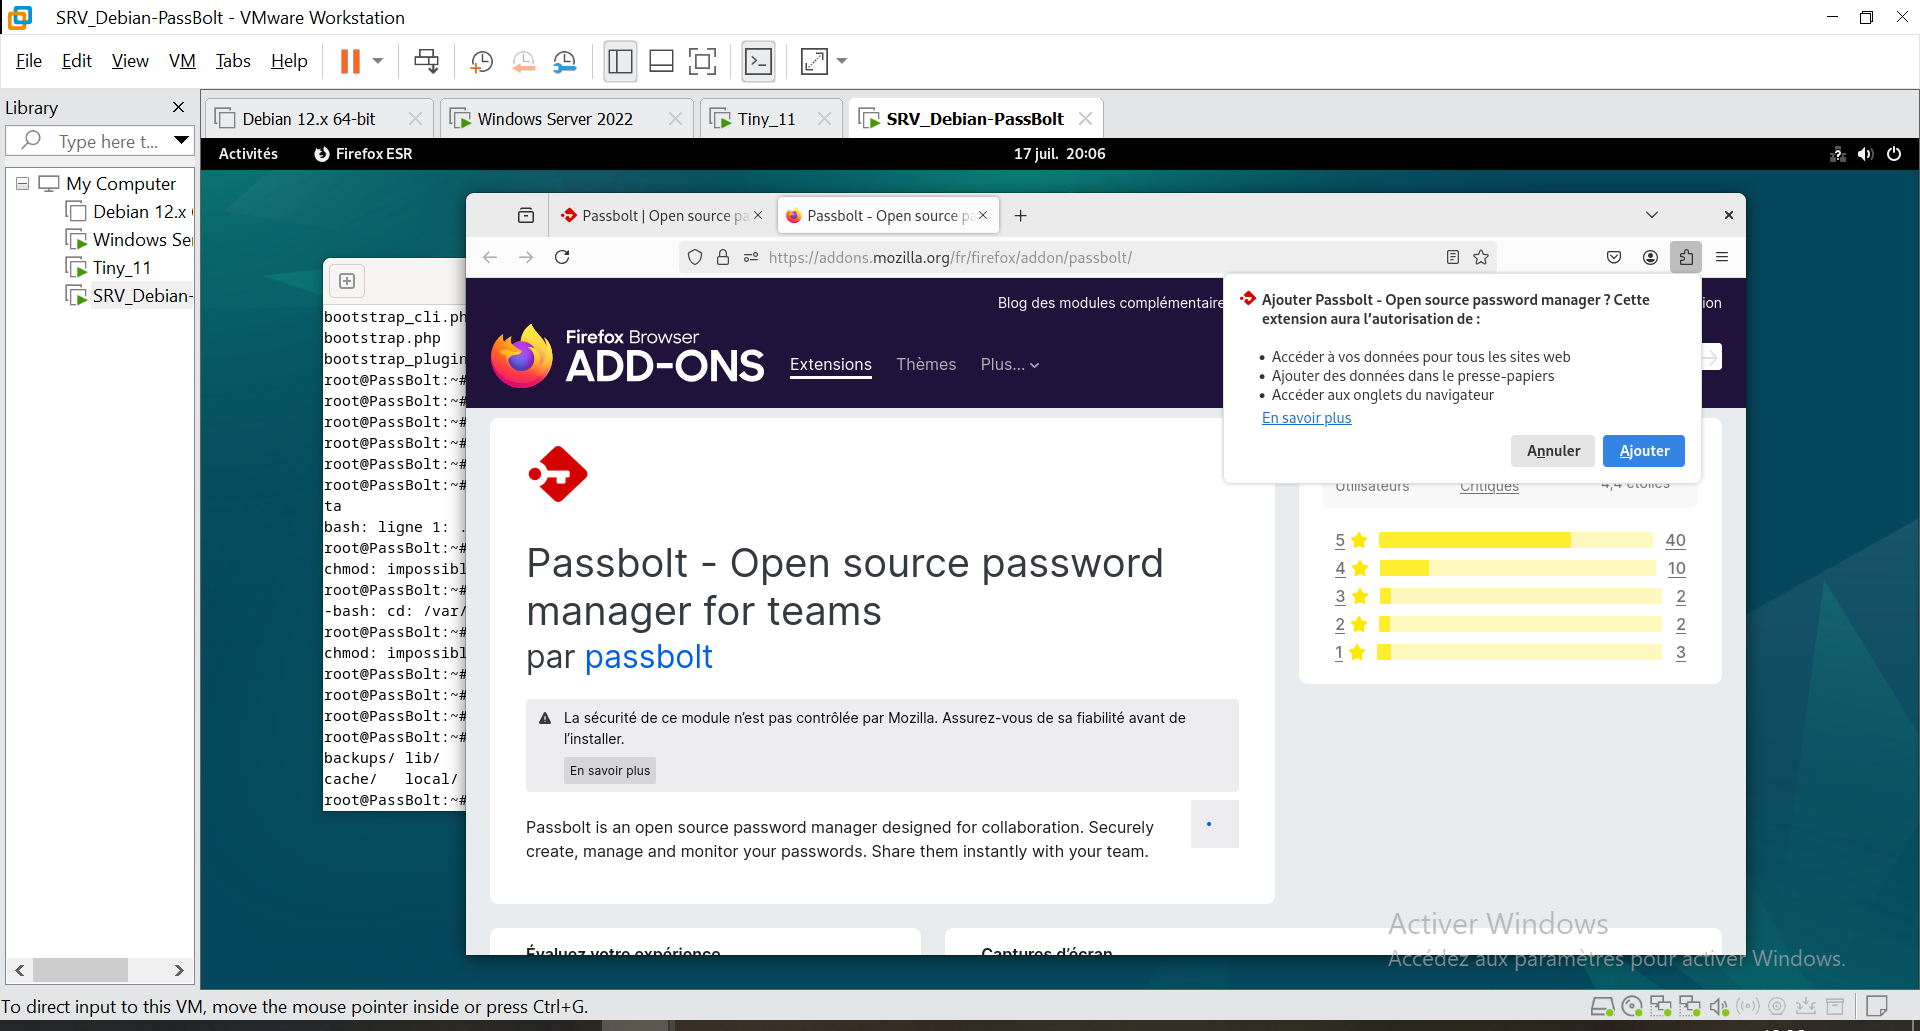 SRV_Debian-PassBolt - VMware Workstation
File Edit View VM Tabs Help
Library
Type here t...
My Computer
Debian 12.x
Windows Ser
Tiny_11
SRV_Debian-
Debian 12.x 64-bit
Windows Server 2022
Tiny_11
SRV_Debian-PassBolt
Activités
Firefox ESR
17 juil. 20:06
bootstrap_cli.ph
bootstrap.php
bootstrap_plugin
root@PassBolt:~#
root@PassBolt:~#
root@PassBolt:~#
root@PassBolt:~#
root@PassBolt:~#
root@PassBolt:~#
ta
bash: ligne 1: .
root@PassBolt:~#
chmod: impossibl
root@PassBolt:~#
-bash: cd: /var/
root@PassBolt:~#
chmod: impossibl
root@PassBolt:~#
root@PassBolt:~#
root@PassBolt:~#
root@PassBolt:~#
backups/ lib/
cache/ local/
root@PassBolt:~#
Passbolt | Open source pa
Passbolt - Open source p
https://addons.mozilla.org/fr/firefox/addon/passbolt/
Blog des modules complémentaire
ion
Firefox Browser
ADD-ONS
Extensions Thèmes Plus...
Ajouter Passbolt - Open source password manager ? Cette
extension aura l’autorisation de :
• Accéder à vos données pour tous les sites web
• Ajouter des données dans le presse-papiers
• Accéder aux onglets du navigateur
En savoir plus
Annuler Ajouter
Passbolt - Open source password
manager for teams
par passbolt
La sécurité de ce module n’est pas contrôlée par Mozilla. Assurez-vous de sa fiabilité avant de
l’installer.
En savoir plus
Passbolt is an open source password manager designed for collaboration. Securely
create, manage and monitor your passwords. Share them instantly with your team.
Utilisateurs Critiques 4,4 étoiles
5 40
4 10
3 2
2 2
1 3
Évaluez votre expérience
Captures d’écran
Activer Windows
Accédez aux paramètres pour activer Windows.
To direct input to this VM, move the mouse pointer inside or press Ctrl+G.